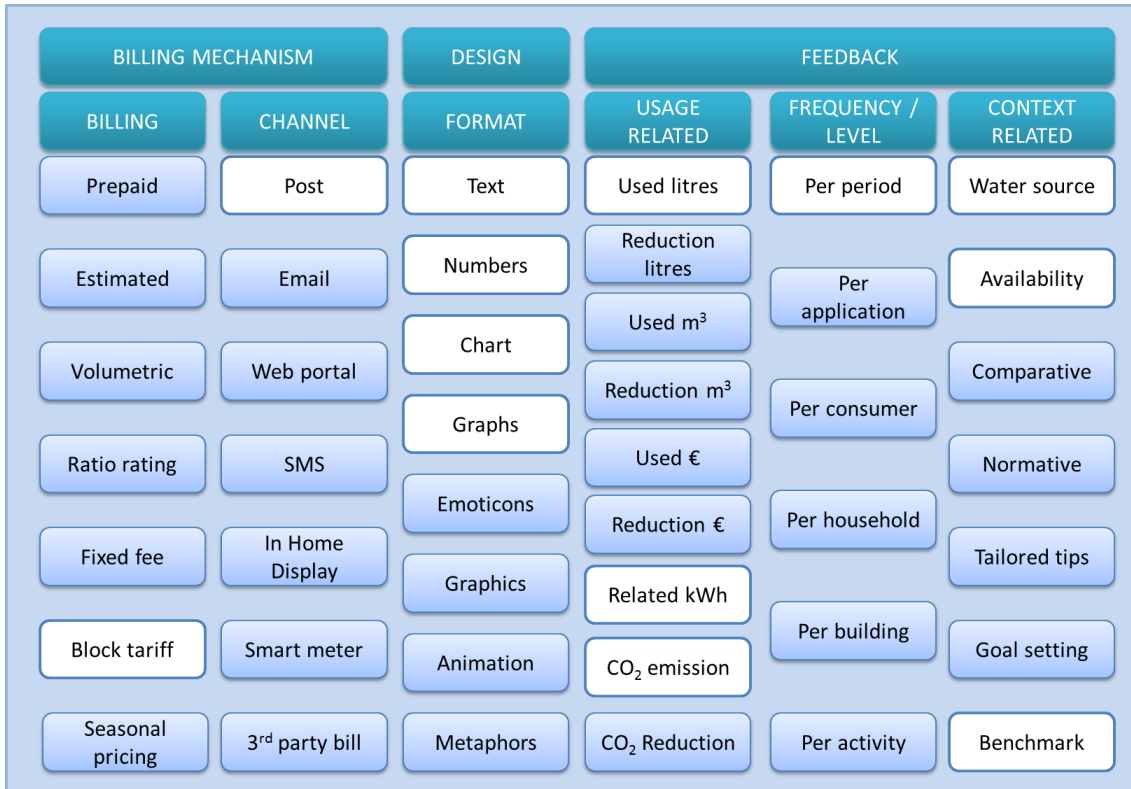 BILLING MECHANISM
DESIGN
FEEDBACK
BILLING
CHANNEL
FORMAT
USAGE
RELATED
FREQUENCY /
LEVEL
CONTEXT
RELATED
Prepaid
Estimated
Volumetric
Ratio rating
Fixed fee
Block tariff
Seasonal
pricing
Post
Email
Web portal
SMS
In Home
Display
Smart meter
3rd party bill
Text
Numbers
Chart
Graphs
Emoticons
Graphics
Animation
Metaphors
Used litres
Reduction
litres
Used m³
Reduction m³
Used €
Reduction €
Related kWh
CO₂ emission
CO₂ Reduction
Per period
Per
application
Per consumer
Per household
Per building
Per activity
Water source
Availability
Comparative
Normative
Tailored tips
Goal setting
Benchmark